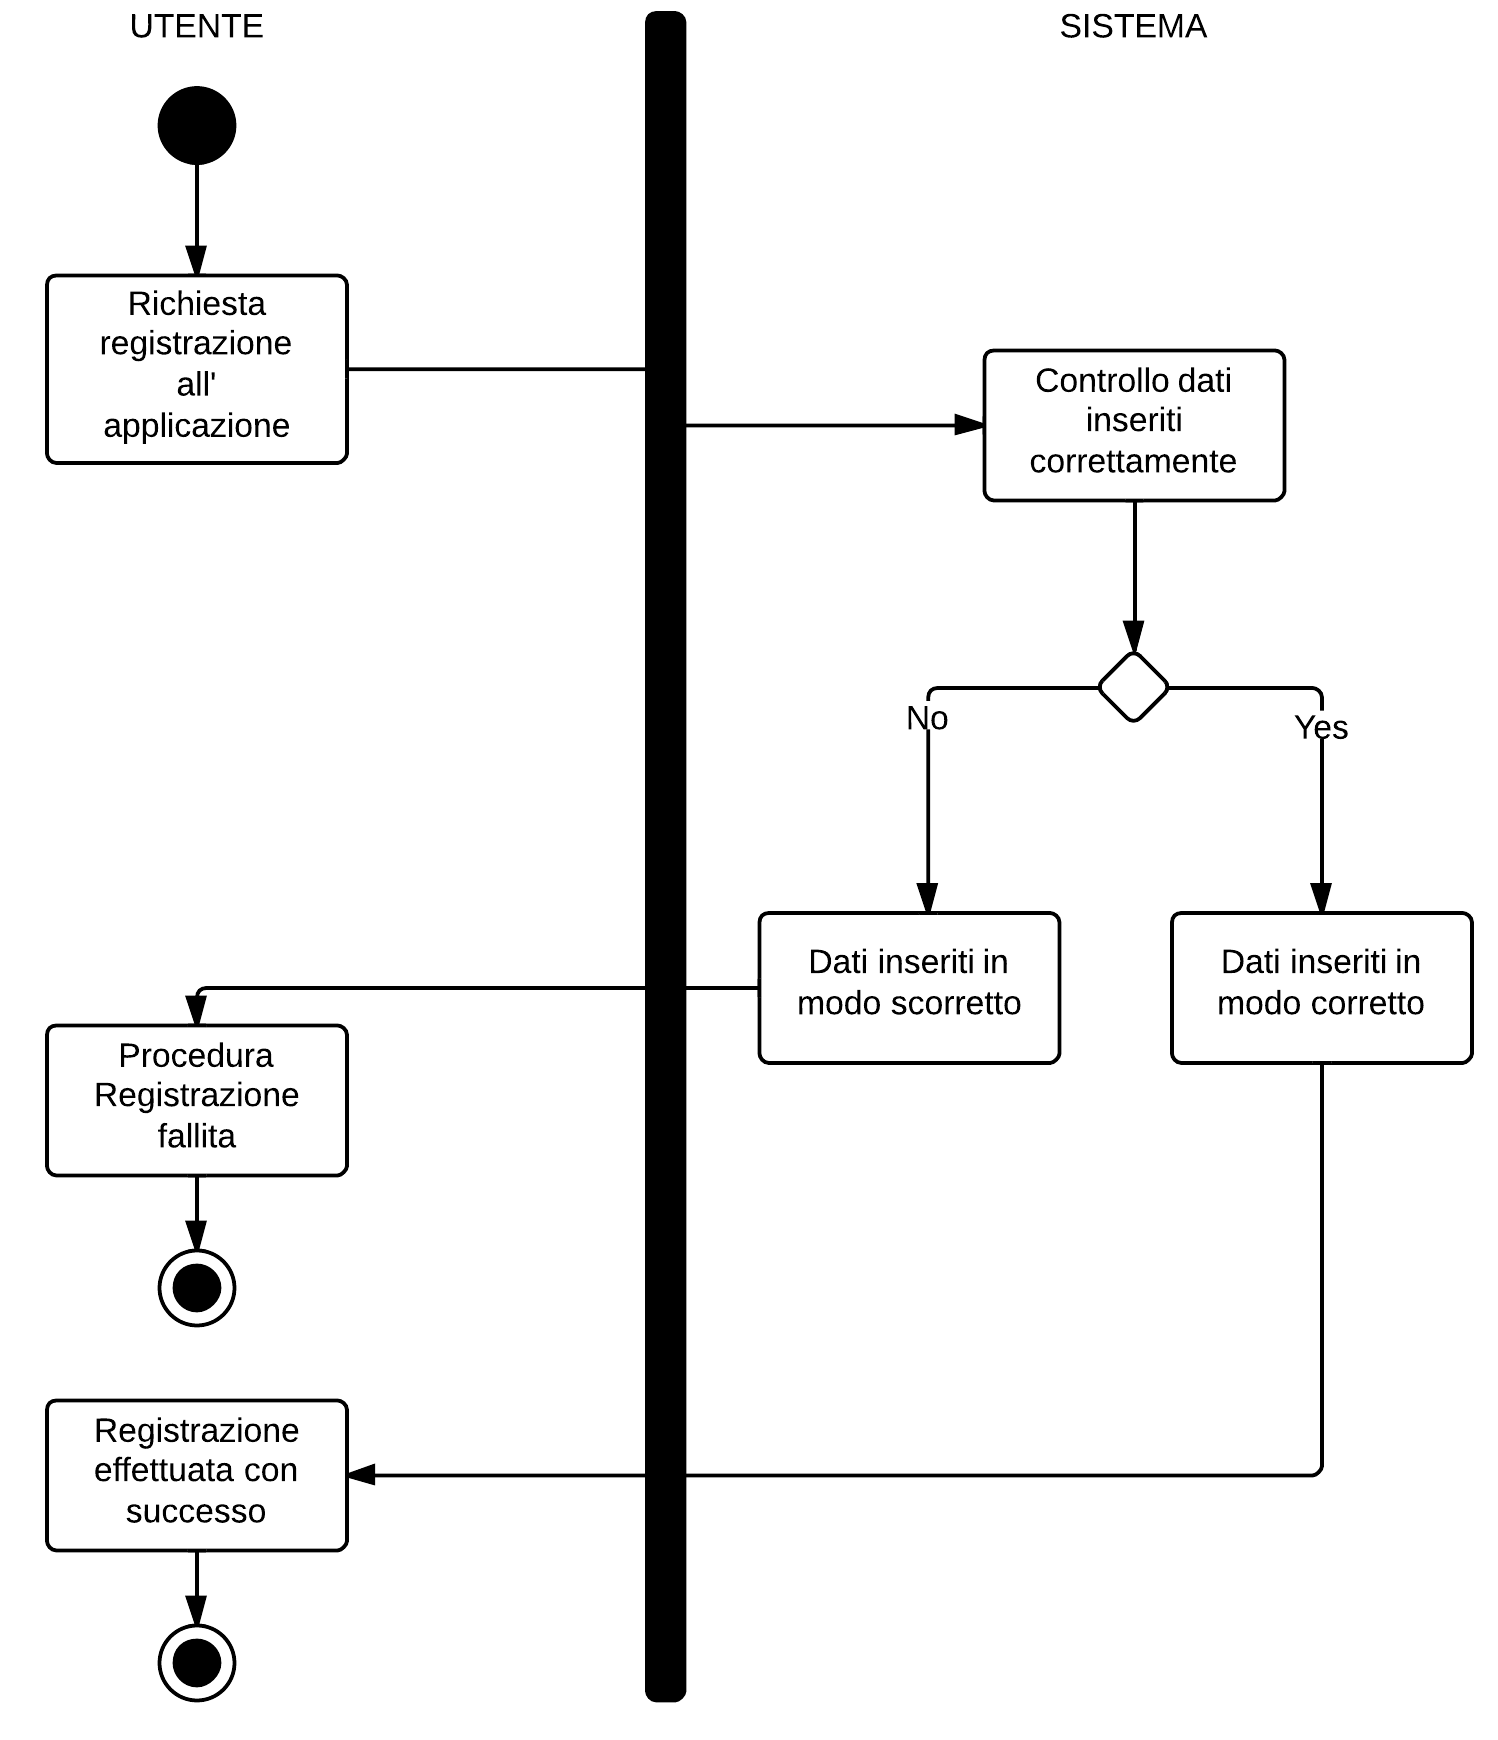 UTENTE
SISTEMA
Richiesta
registrazione
all'
applicazione
Controllo dati
inseriti
correttamente
No
Yes
Dati inseriti in
modo scorretto
Dati inseriti in
modo corretto
Procedura
Registrazione
fallita
Registrazione
effettuata con
successo